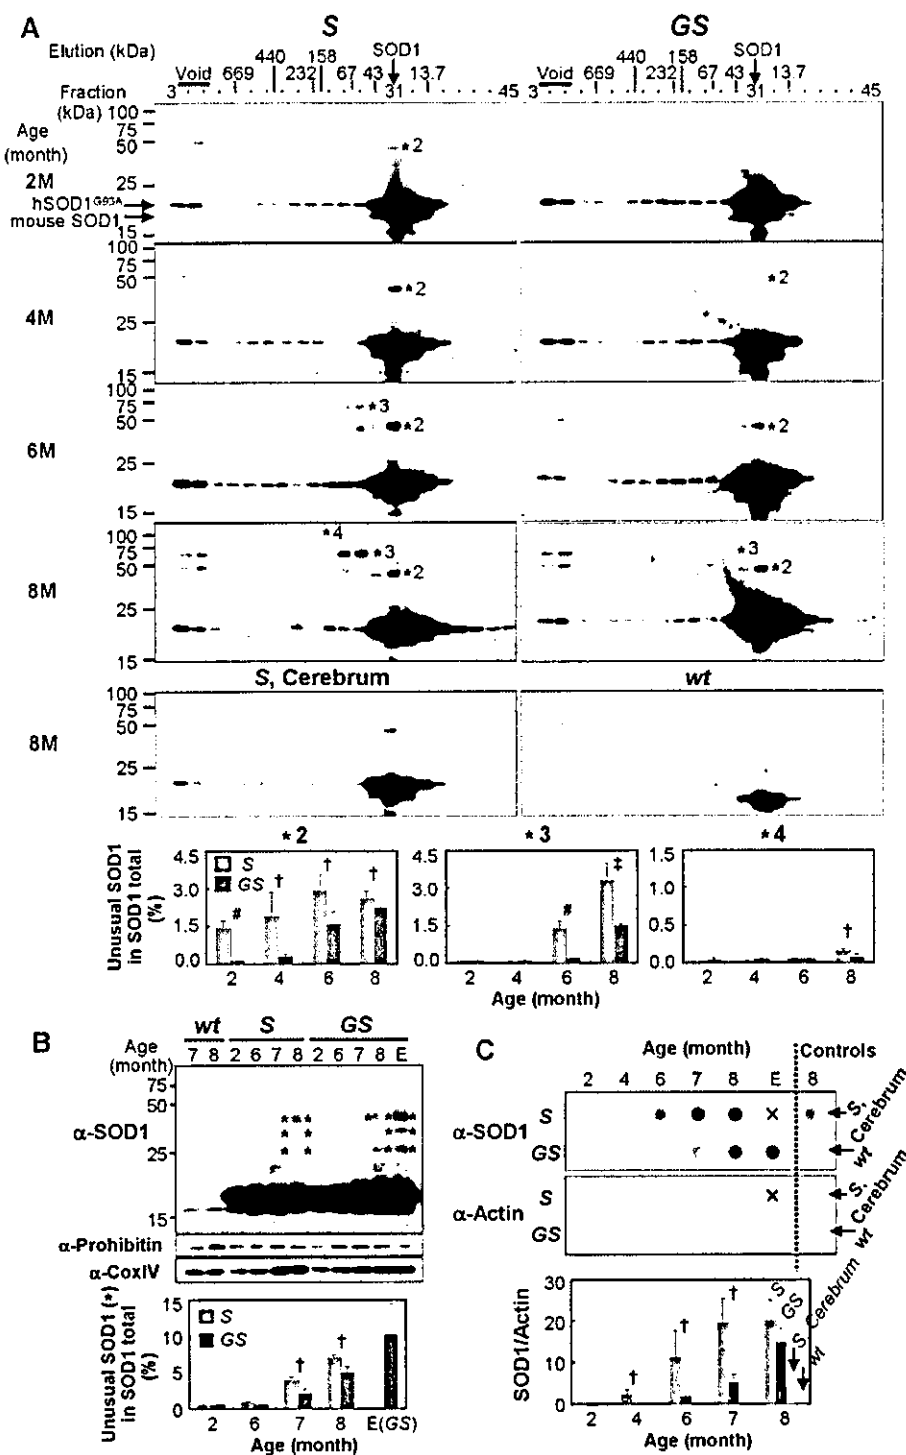 A
S
GS
Elution (kDa)
440 158 SOD1
440 158 SOD1
Void 669 232 67 43 13.7
Void 669 232 67 43 13.7
Fraction 3 31 45
3 31 45
(kDa)
Age
(month)
100
75
50
25
15
2M
hSOD1G93A
mouse SOD1
*2
100
75
50
25
15
4M
*2
*2
100
75
50
25
15
6M
*3
*2
*2
100
75
50
25
15
8M
*4
*3
*2
*3
*2
S, Cerebrum
wt
100
75
50
25
15
8M
*2
*3
*4
Unusual SOD1
in SOD1 total
(%)
4.5
3.0
1.5
0.0
S
GS
# † † †
2 4 6 8
4.5
3.0
1.5
0.0
# ‡
2 4 6 8
1.5
1.0
0.5
0.0
†
2 4 6 8
Age (month)
B
wt S GS
Age
(month)
7 8 2 6 7 8 2 6 7 8 E
75
50
25
15
α-SOD1
α-Prohibitin
α-CoxIV
Unusual SOD1 (*)
in SOD1 total
(%)
15
10
5
0
S
GS
† †
2 6 7 8 E(GS)
Age (month)
C
Age (month) Controls
2 4 6 7 8 E 8
α-SOD1
S
GS
S, Cerebrum
wt
α-Actin
S
GS
S, Cerebrum
wt
SOD1/Actin
30
20
10
0
† † †
S
GS
S Cerebrum
wt
2 4 6 7 8
Age (month)